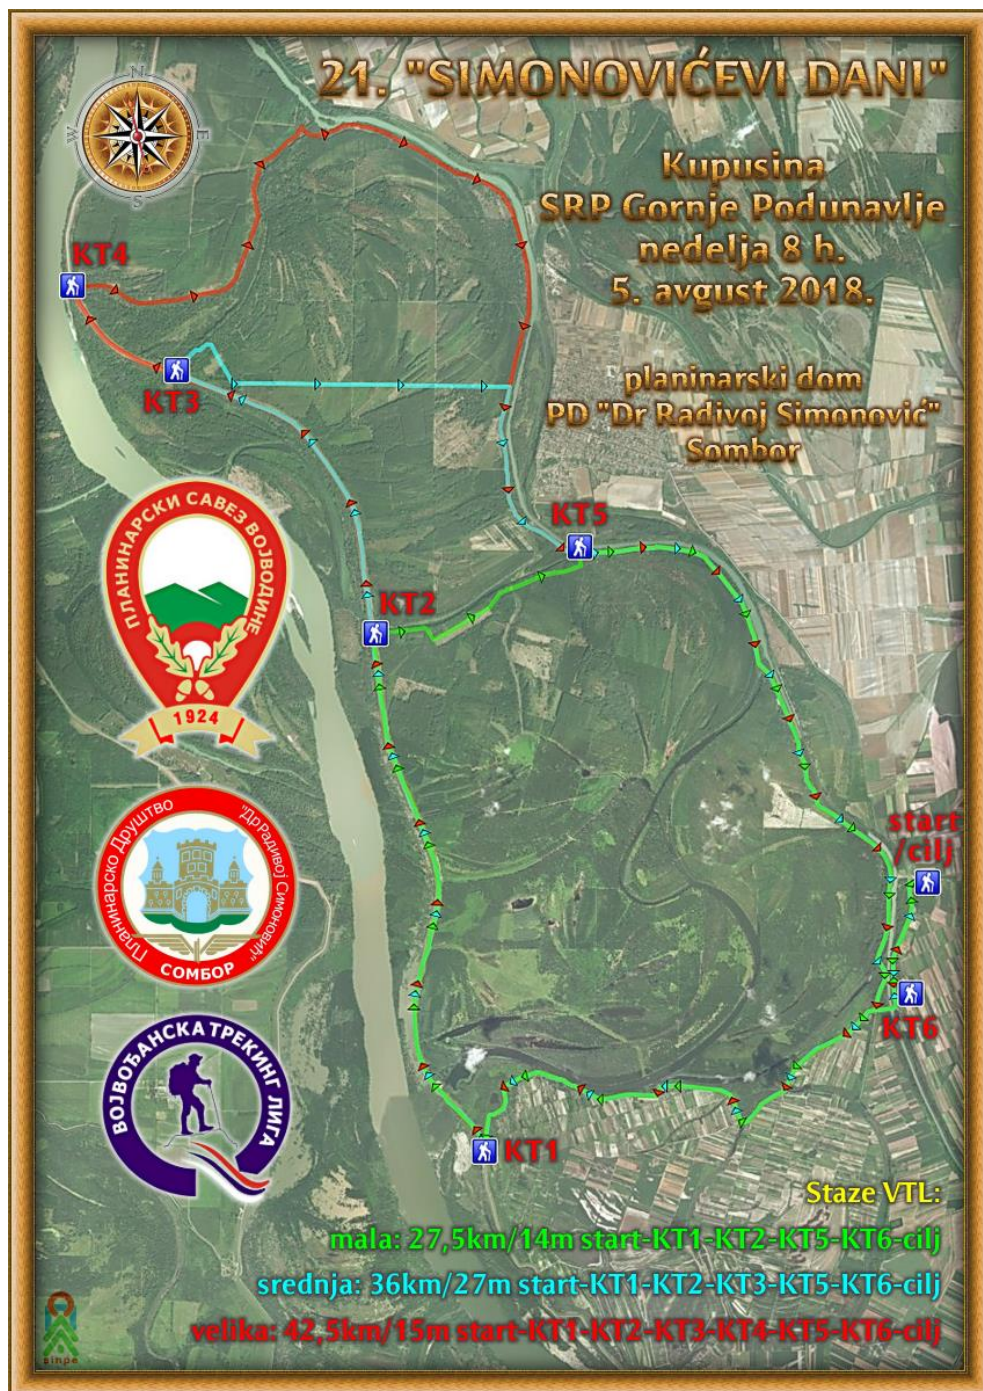 21. "SIMONOVIĆEVI DANI"
N
W
E
S
Kupusina
SRP Gornje Podunavlje
nedelja 8 h.
5. avgust 2018.
planinarski dom
PD "Dr Radivoj Simonović"
Sombor
KT4
KT3
KT5
KT2
ПЛАНИНАРСКИ САВЕЗ ВОЈВОДИНЕ
1924
start
/cilj
Планинарско Друштво
"Др Радивој Симоновић"
СОМБОР
KT6
ВОЈВОЂАНСКА ТРЕКИНГ ЛИГА
KT1
Staze VTL:
mala: 27,5km/14m start-KT1-KT2-KT5-KT6-cilj
srednja: 36km/27m start-KT1-KT2-KT3-KT5-KT6-cilj
velika: 42,5km/15m start-KT1-KT2-KT3-KT4-KT5-KT6-cilj
sinpe